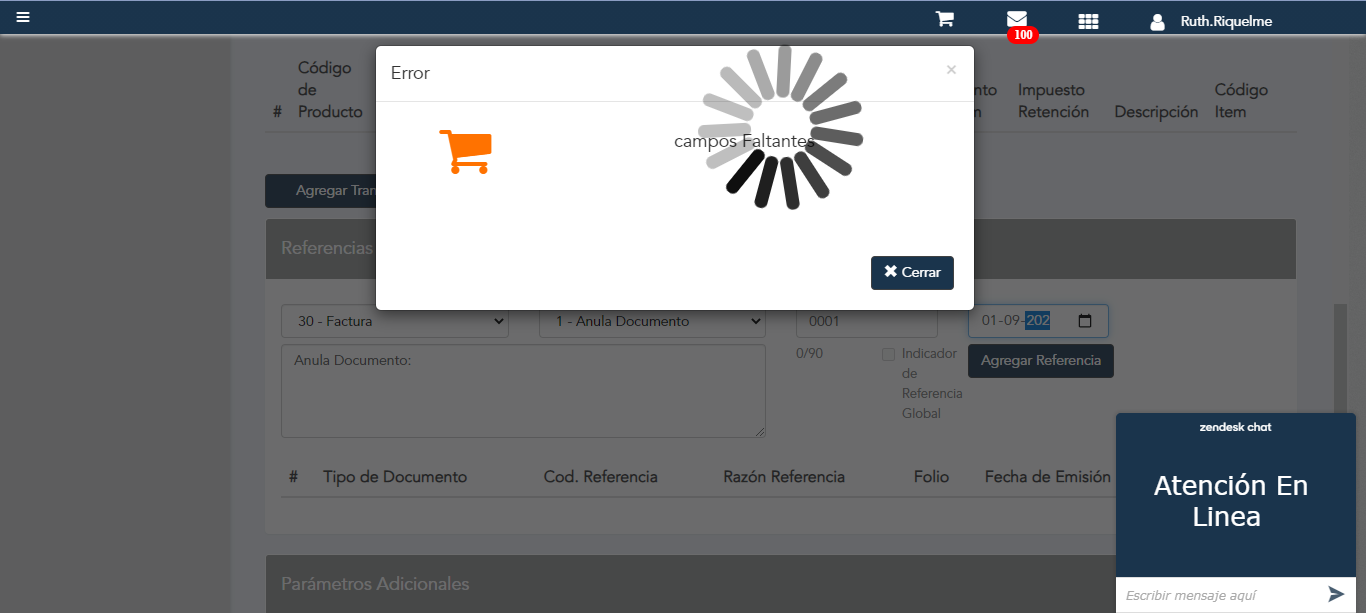 Ruth.Riquelme
100
Error
×
campos Faltantes
Cerrar
#
Código
de
Producto
Impuesto
Retención
Descripción
Código
Item
Agregar
Referencias
30 - Factura
1 - Anula Documento
0001
01-09-202
Anula Documento:
0/90
Indicador
de
Referencia
Global
Agregar Referencia
# Tipo de Documento Cod. Referencia Razón Referencia Folio Fecha de Emisión
Parámetros Adicionales
zendesk chat
Atención En
Linea
Escribir mensaje aquí